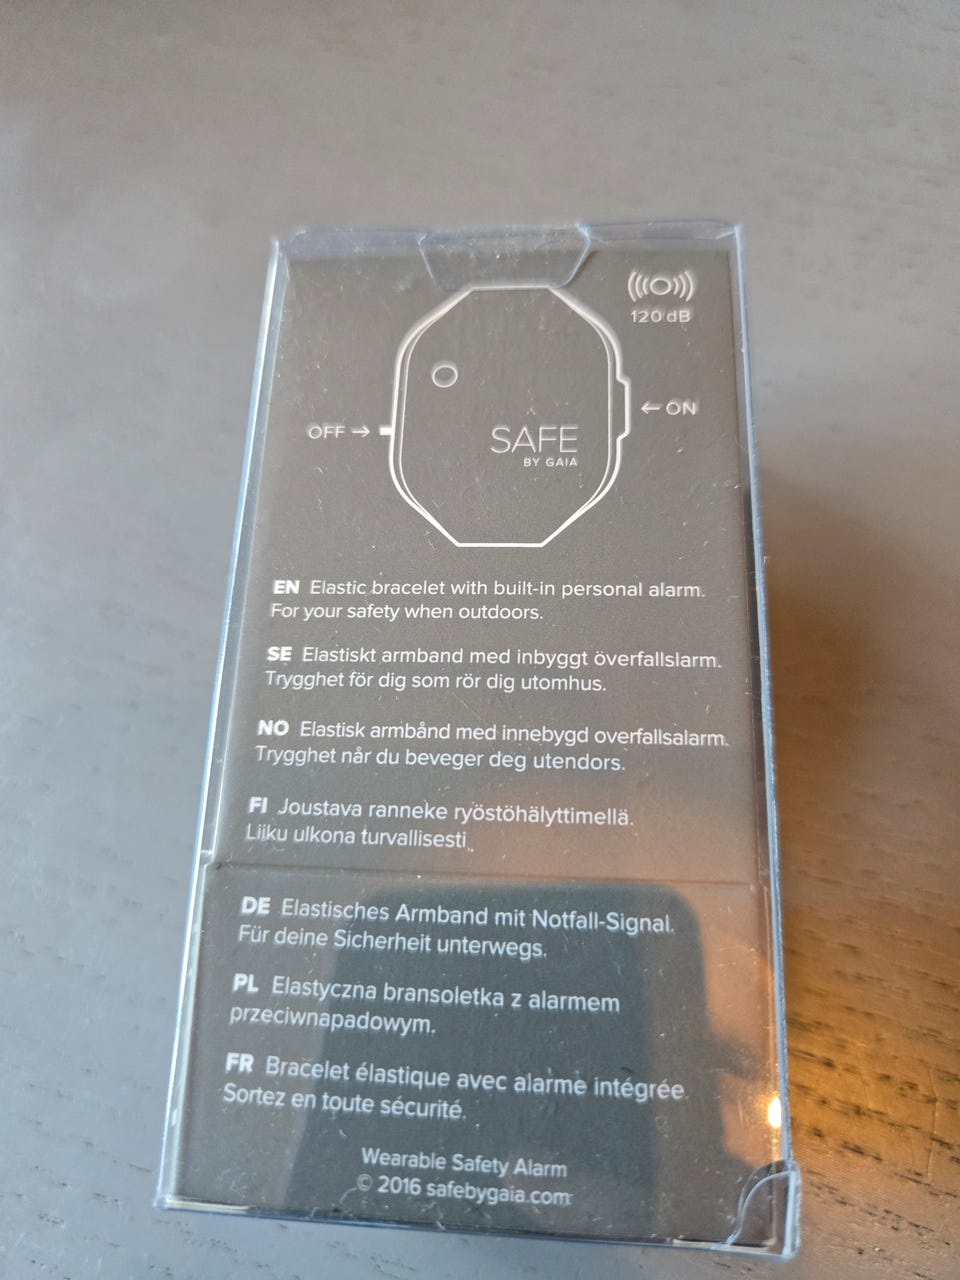 120 dB
← ON
OFF →
SAFE
BY GAIA
EN Elastic bracelet with built-in personal alarm.
For your safety when outdoors.
SE Elastiskt armband med inbyggt överfallslarm.
Trygghet för dig som rör dig utomhus.
NO Elastisk armbånd med innebygd overfallsalarm.
Trygghet når du beveger deg utendors.
FI Joustava ranneke ryöstöhälyttimellä.
Liiku ulkona turvallisesti.
DE Elastisches Armband mit Notfall-Signal.
Für deine Sicherheit unterwegs.
PL Elastyczna bransoletka z alarmem
przeciwnapadowym.
FR Bracelet élastique avec alarme intégrée.
Sortez en toute sécurité.
Wearable Safety Alarm
© 2016 safebygaia.com